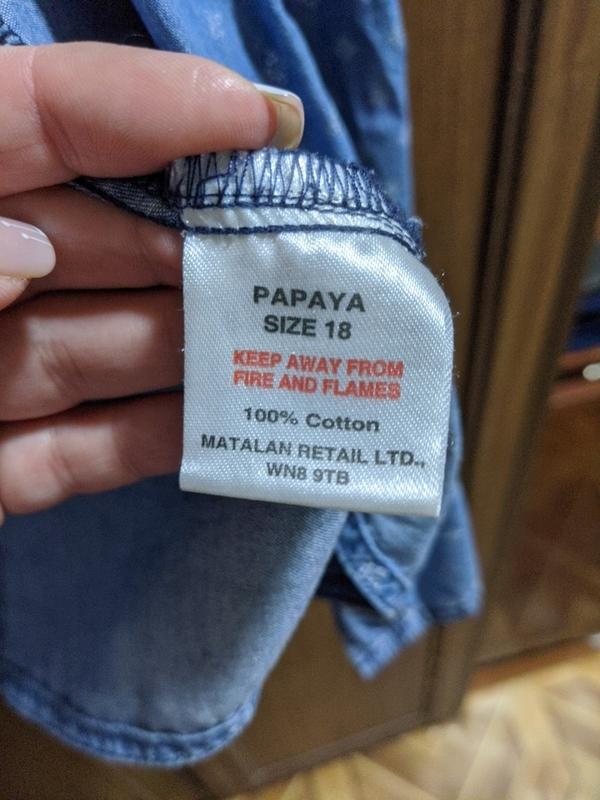 PAPAYA
SIZE 18
KEEP AWAY FROM
FIRE AND FLAMES
100% Cotton
MATALAN RETAIL LTD.,
WN8 9TB